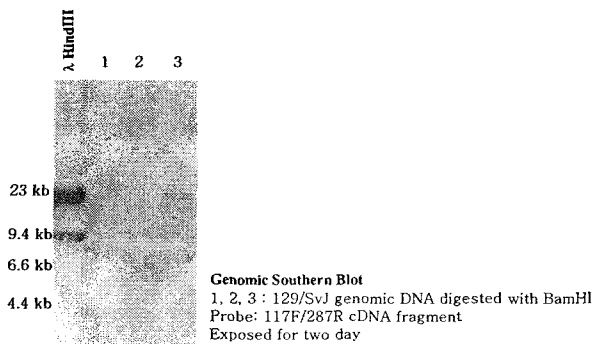 λ HindIII
1 2 3
23 kb
9.4 kb
6.6 kb
4.4 kb
Genomic Southern Blot
1, 2, 3 : 129/SvJ genomic DNA digested with BamHI
Probe: 117F/287R cDNA fragment
Exposed for two day